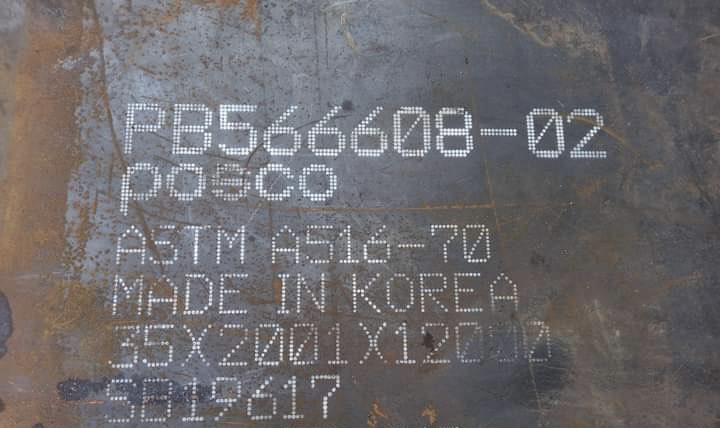 PB566608-02
posco
ASTM A516-70
MADE IN KOREA
35X2001X12000
SB19617